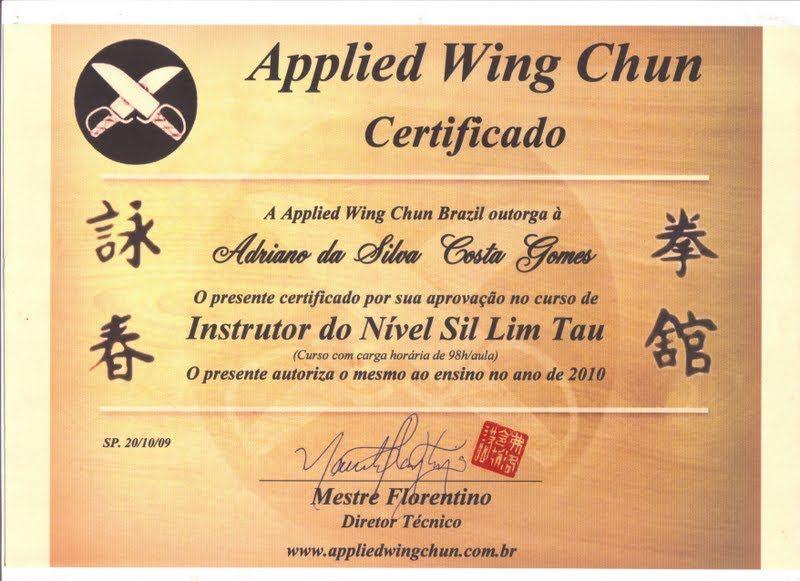 Applied Wing Chun
Certificado
A Applied Wing Chun Brazil outorga à
Adriano da Silva Costa Gomes
O presente certificado por sua aprovação no curso de
Instrutor do Nível Sil Lim Tau
(Curso com carga horária de 98h/aula)
O presente autoriza o mesmo ao ensino no ano de 2010
詠春
拳館
SP. 20/10/09
Mestre Florentino
Diretor Técnico
www.appliedwingchun.com.br